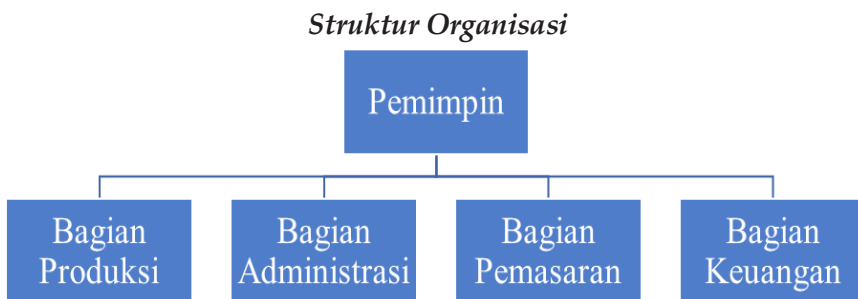 Struktur Organisasi
Pemimpin
Bagian
Produksi
Bagian
Administrasi
Bagian
Pemasaran
Bagian
Keuangan